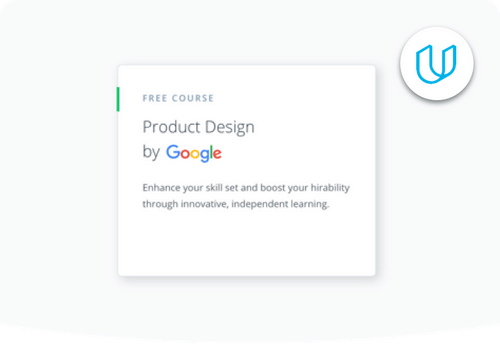 FREE COURSE
Product Design
by Google
Enhance your skill set and boost your hirability
through innovative, independent learning.